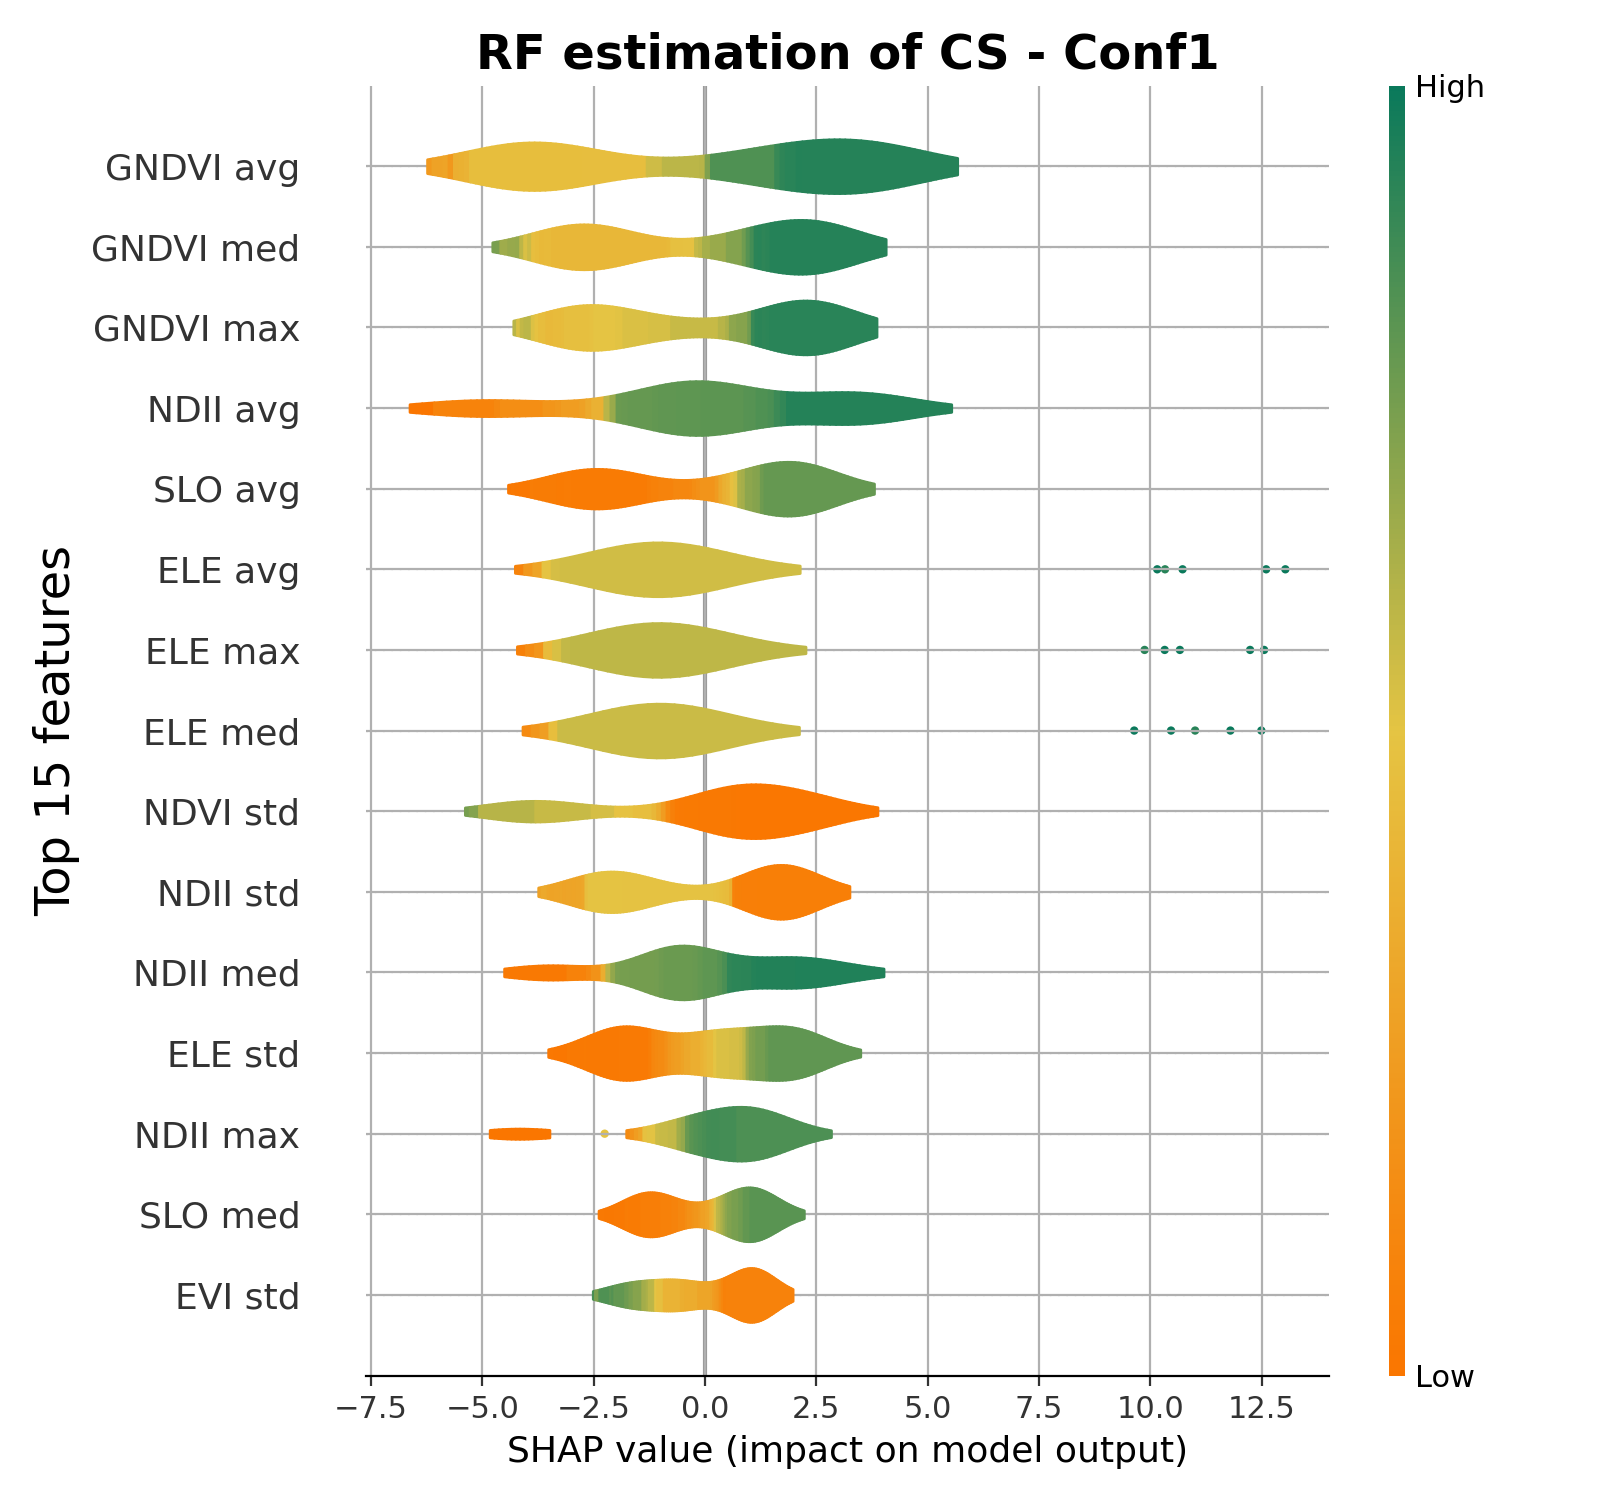 RF estimation of CS - Conf1
High
GNDVI avg
GNDVI med
GNDVI max
NDII avg
SLO avg
ELE avg
ELE max
ELE med
NDVI std
NDII std
NDII med
ELE std
NDII max
SLO med
EVI std
Top 15 features
Low
−7.5 −5.0 −2.5 0.0 2.5 5.0 7.5 10.0 12.5
SHAP value (impact on model output)